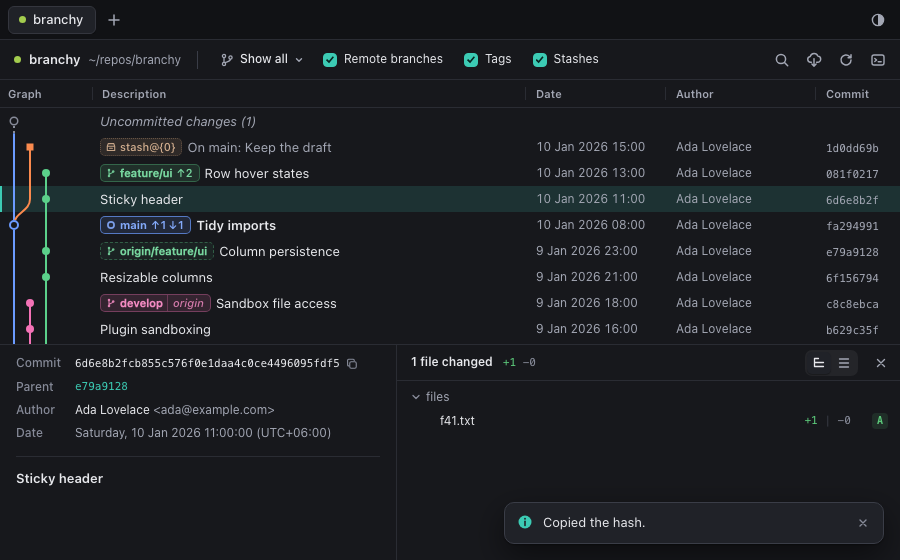 branchy
branchy ~/repos/branchy Show all Remote branches Tags Stashes
Graph Description Date Author Commit
Uncommitted changes (1)
stash@{0} On main: Keep the draft 10 Jan 2026 15:00 Ada Lovelace 1d0dd69b
feature/ui ↑2 Row hover states 10 Jan 2026 13:00 Ada Lovelace 081f0217
Sticky header 10 Jan 2026 11:00 Ada Lovelace 6d6e8b2f
main ↑1↓1 Tidy imports 10 Jan 2026 08:00 Ada Lovelace fa294991
origin/feature/ui Column persistence 9 Jan 2026 23:00 Ada Lovelace e79a9128
Resizable columns 9 Jan 2026 21:00 Ada Lovelace 6f156794
develop origin Sandbox file access 9 Jan 2026 18:00 Ada Lovelace c8c8ebca
Plugin sandboxing 9 Jan 2026 16:00 Ada Lovelace b629c35f
Commit 6d6e8b2fcb855c576f0e1daa4c0ce4496095fdf5
Parent e79a9128
Author Ada Lovelace <ada@example.com>
Date Saturday, 10 Jan 2026 11:00:00 (UTC+06:00)
Sticky header
1 file changed +1 −0
files
f41.txt +1 −0 A
Copied the hash.